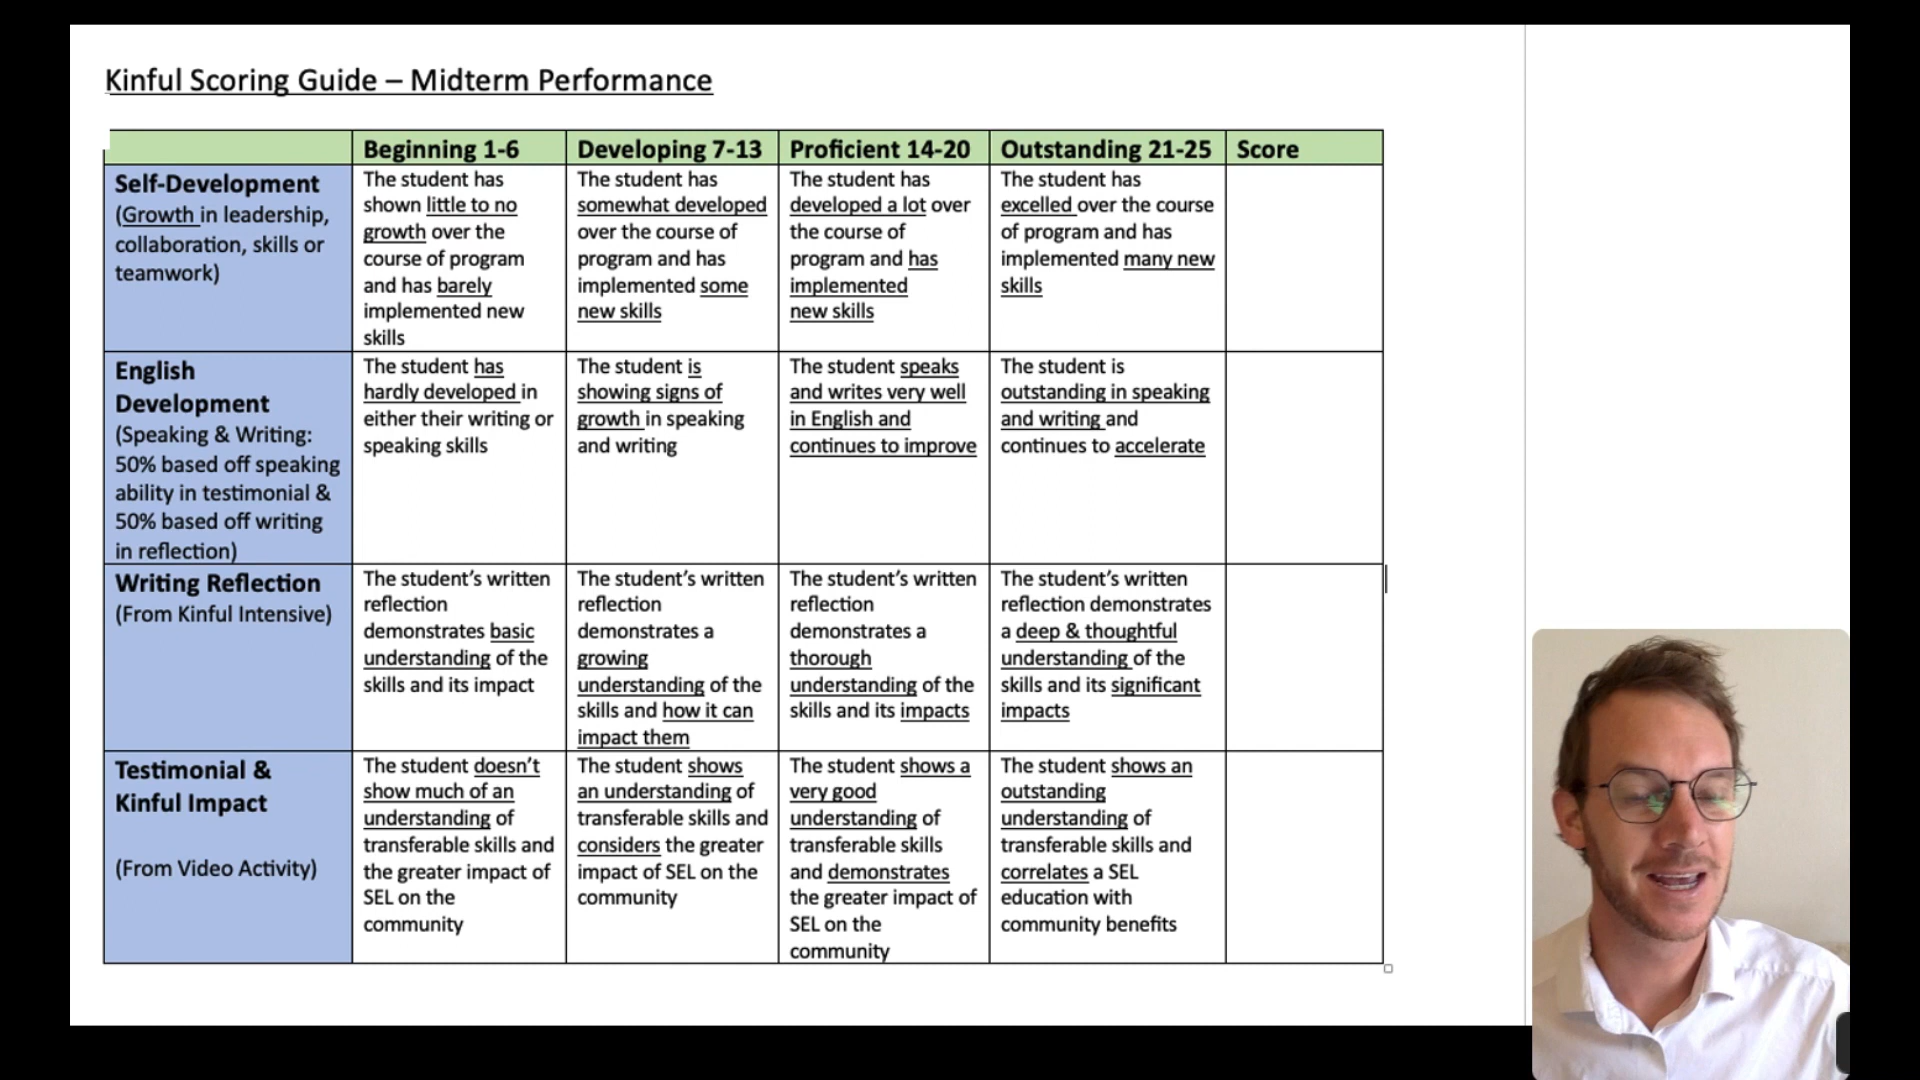 Kinful Scoring Guide – Midterm Performance
Beginning 1-6
Developing 7-13
Proficient 14-20
Outstanding 21-25
Score
Self-Development
(Growth in leadership,
collaboration, skills or
teamwork)
The student has
shown little to no
growth over the
course of program
and has barely
implemented new
skills
The student has
somewhat developed
over the course of
program and has
implemented some
new skills
The student has
developed a lot over
the course of
program and has
implemented
new skills
The student has
excelled over the course
of program and has
implemented many new
skills
English
Development
(Speaking & Writing:
50% based off speaking
ability in testimonial &
50% based off writing
in reflection)
The student has
hardly developed in
either their writing or
speaking skills
The student is
showing signs of
growth in speaking
and writing
The student speaks
and writes very well
in English and
continues to improve
The student is
outstanding in speaking
and writing and
continues to accelerate
Writing Reflection
(From Kinful Intensive)
The student’s written
reflection
demonstrates basic
understanding of the
skills and its impact
The student’s written
reflection
demonstrates a
growing
understanding of the
skills and how it can
impact them
The student’s written
reflection
demonstrates a
thorough
understanding of the
skills and its impacts
The student’s written
reflection demonstrates
a deep & thoughtful
understanding of the
skills and its significant
impacts
Testimonial &
Kinful Impact
(From Video Activity)
The student doesn’t
show much of an
understanding of
transferable skills and
the greater impact of
SEL on the
community
The student shows
an understanding of
transferable skills and
considers the greater
impact of SEL on the
community
The student shows a
very good
understanding of
transferable skills
and demonstrates
the greater impact of
SEL on the
community
The student shows an
outstanding
understanding of
transferable skills and
correlates a SEL
education with
community benefits